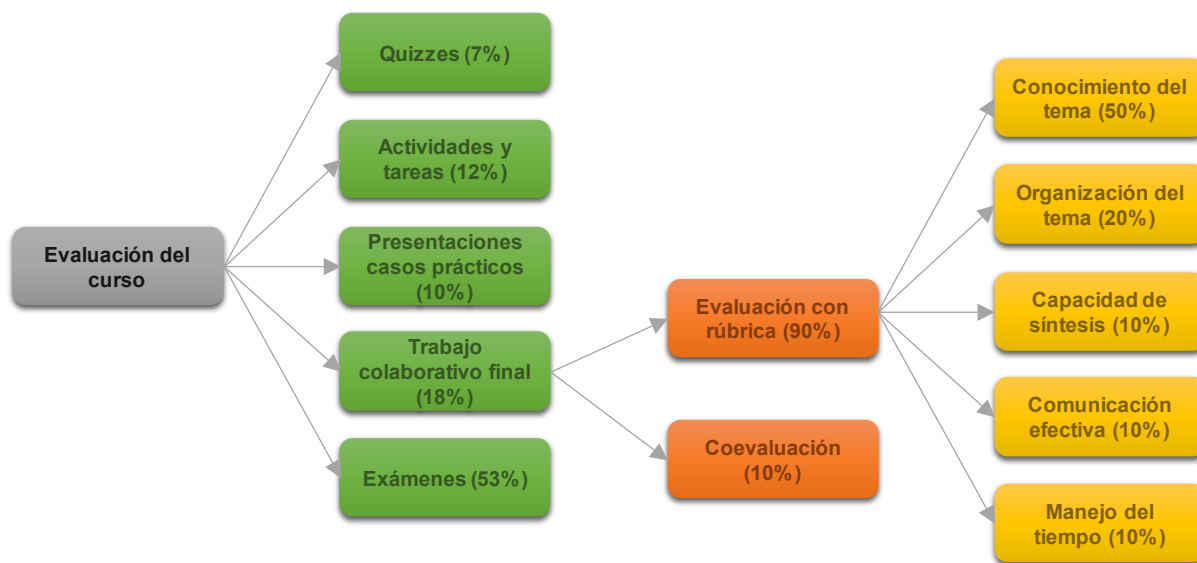 Evaluación del
curso
Quizzes (7%)
Actividades y
tareas (12%)
Presentaciones
casos prácticos
(10%)
Trabajo
colaborativo final
(18%)
Exámenes (53%)
Evaluación con
rúbrica (90%)
Coevaluación
(10%)
Conocimiento del
tema (50%)
Organización del
tema (20%)
Capacidad de
síntesis (10%)
Comunicación
efectiva (10%)
Manejo del
tiempo (10%)